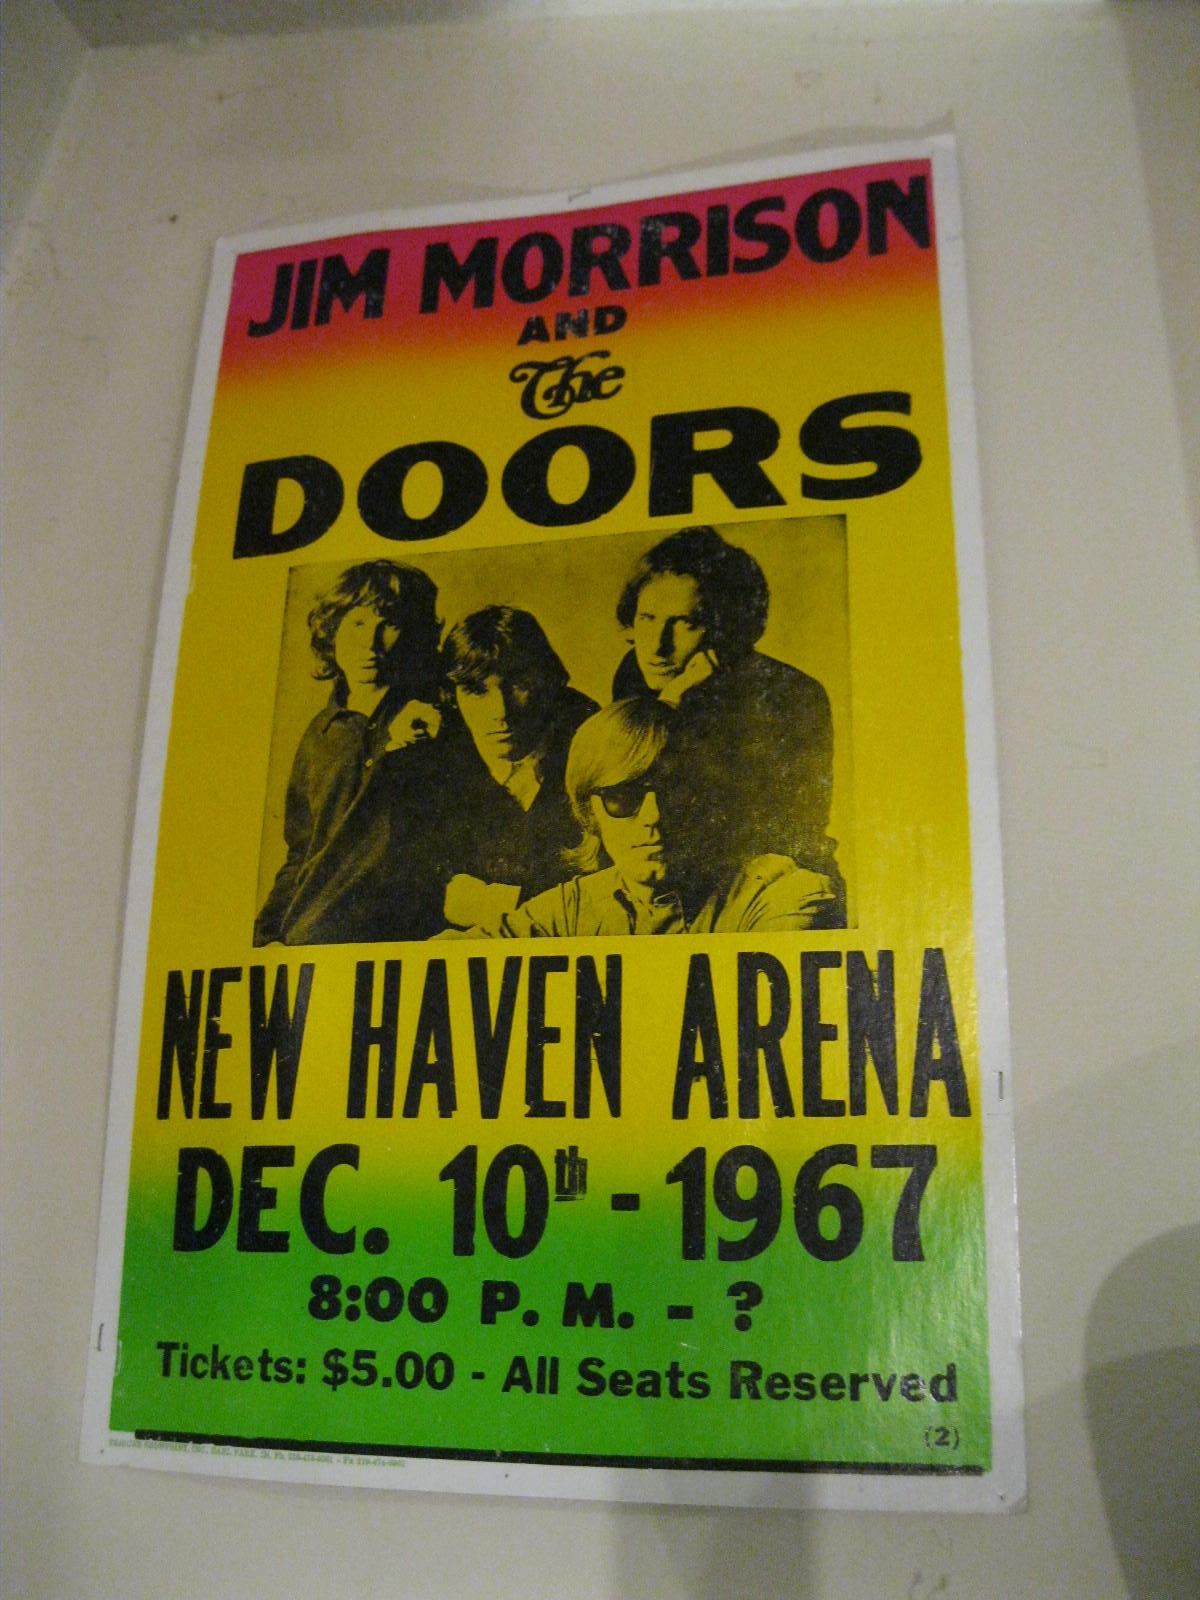 JIM MORRISON
AND
The
DOORS
NEW HAVEN ARENA
DEC. 10th - 1967
8:00 P. M. - ?
Tickets: $5.00 - All Seats Reserved
(2)